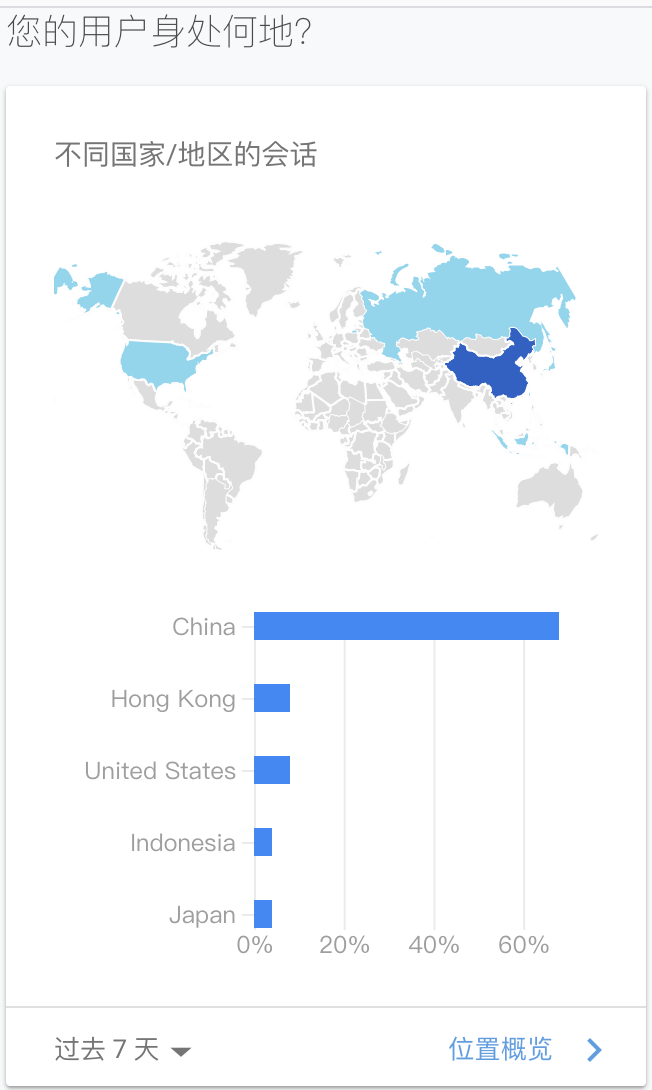 您的用户身处何地?
不同国家/地区的会话
China
Hong Kong
United States
Indonesia
Japan
0% 20% 40% 60%
过去 7 天 位置概览